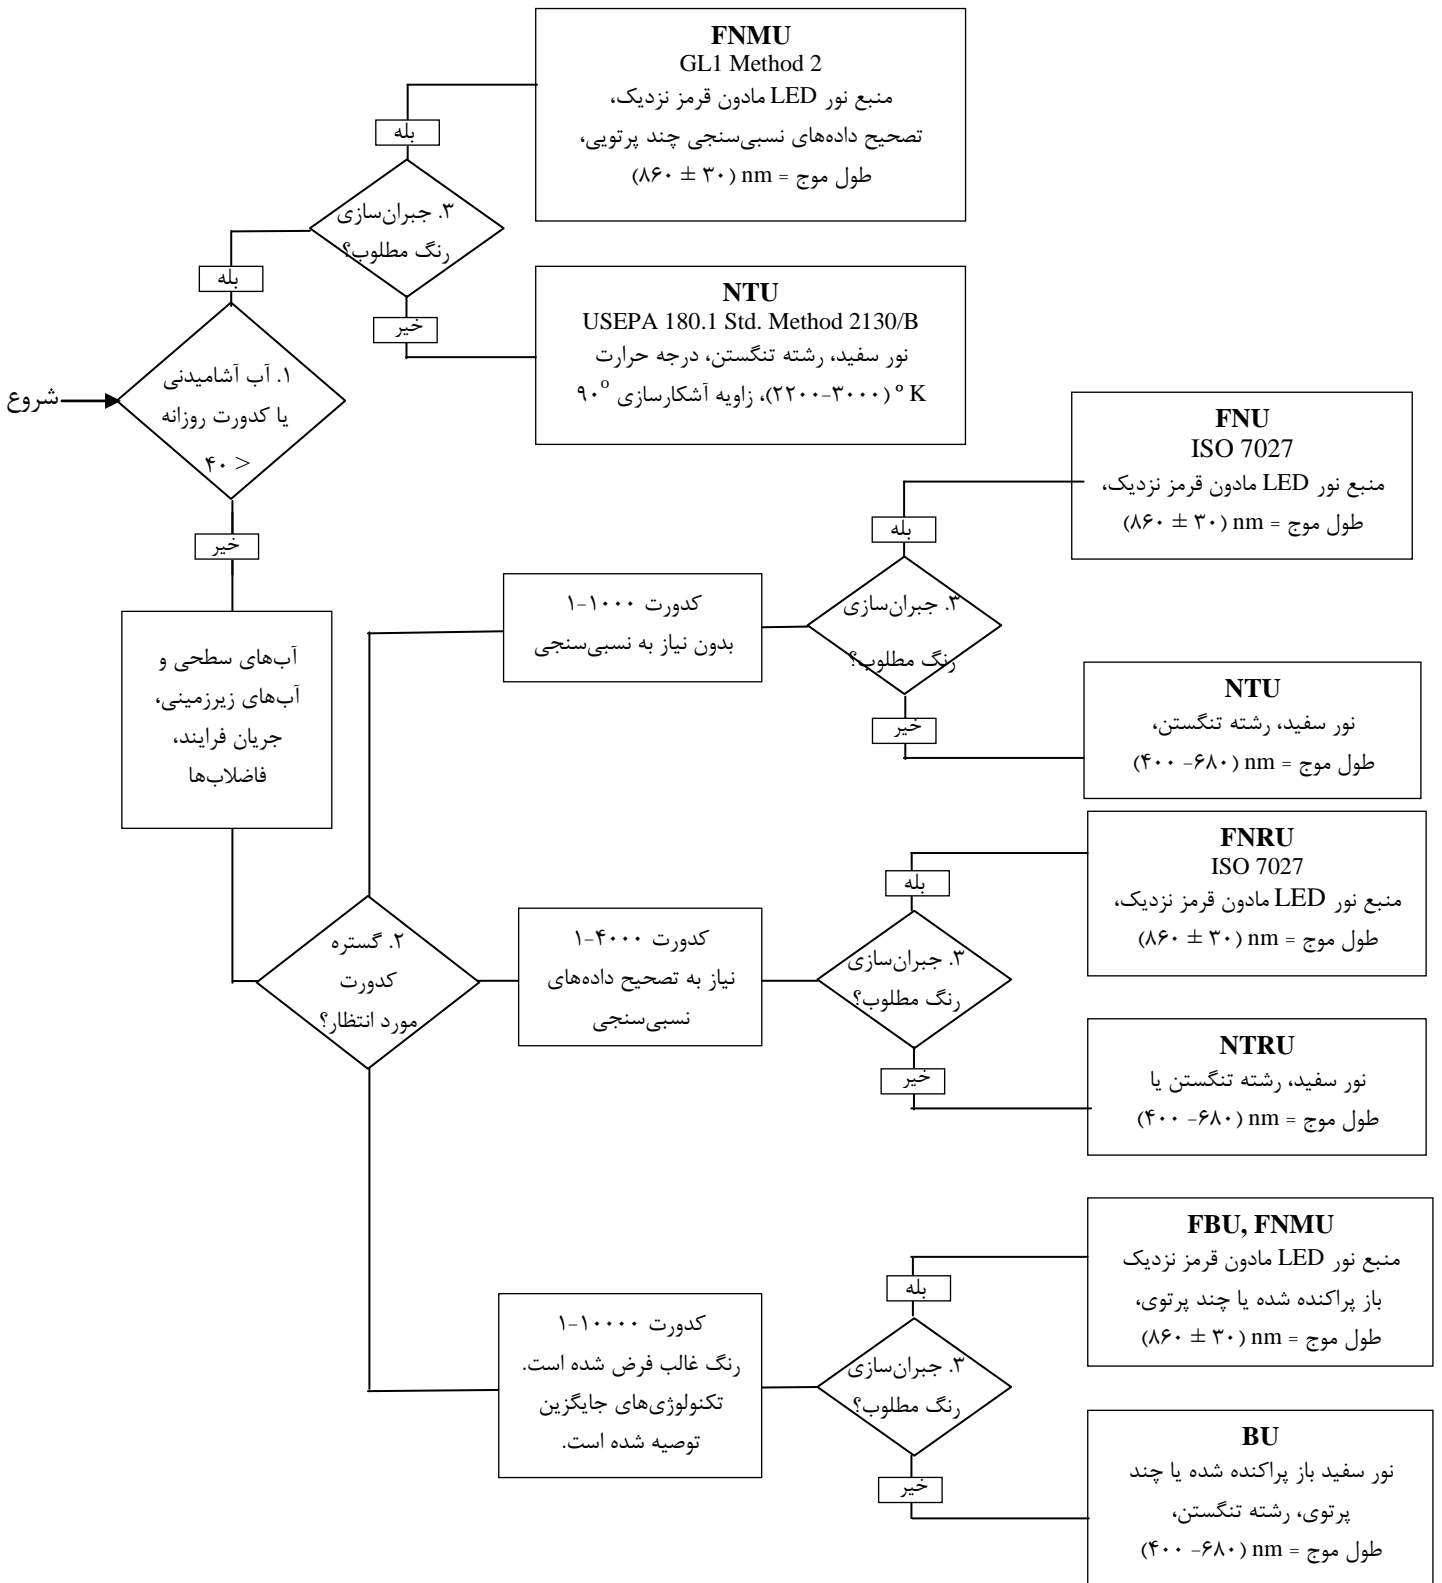 FNMU
GL1 Method 2
منبع نور LED مادون قرمز نزدیک،
تصحیح داده‌های نسبی‌سنجی چند پرتویی،
طول موج = nm (۸۶۰ ± ۳۰)
بله
۳. جبران‌سازی
رنگ مطلوب؟
خیر
NTU
USEPA 180.1 Std. Method 2130/B
نور سفید، رشته تنگستن، درجه حرارت
K º (۲۲۰۰-۳۰۰۰)، زاویه آشکارسازی ۹۰º
بله
شروع
۱. آب آشامیدنی
یا کدورت روزانه
< ۴۰ >
خیر
آب‌های سطحی و
آب‌های زیرزمینی،
جریان فرایند،
فاضلاب‌ها
۲. گستره
کدورت
مورد انتظار؟
کدورت ۱۰۰۰-۱
بدون نیاز به نسبی‌سنجی
بله
۳. جبران‌سازی
رنگ مطلوب؟
خیر
FNU
ISO 7027
منبع نور LED مادون قرمز نزدیک،
طول موج = nm (۸۶۰ ± ۳۰)
NTU
نور سفید، رشته تنگستن،
طول موج = nm (۴۰۰ -۶۸۰)
کدورت ۴۰۰۰-۱
نیاز به تصحیح داده‌های
نسبی‌سنجی
بله
۳. جبران‌سازی
رنگ مطلوب؟
خیر
FNRU
ISO 7027
منبع نور LED مادون قرمز نزدیک،
طول موج = nm (۸۶۰ ± ۳۰)
NTRU
نور سفید، رشته تنگستن یا
طول موج = nm (۴۰۰ -۶۸۰)
کدورت ۱۰۰۰۰-۱
رنگ غالب فرض شده است.
تکنولوژی‌های جایگزین
توصیه شده است.
بله
۳. جبران‌سازی
رنگ مطلوب؟
خیر
FBU, FNMU
منبع نور LED مادون قرمز نزدیک
باز پراکنده شده یا چند پرتوی،
طول موج = nm (۸۶۰ ± ۳۰)
BU
نور سفید باز پراکنده شده یا چند
پرتوی، رشته تنگستن،
طول موج = nm (۴۰۰ -۶۸۰)